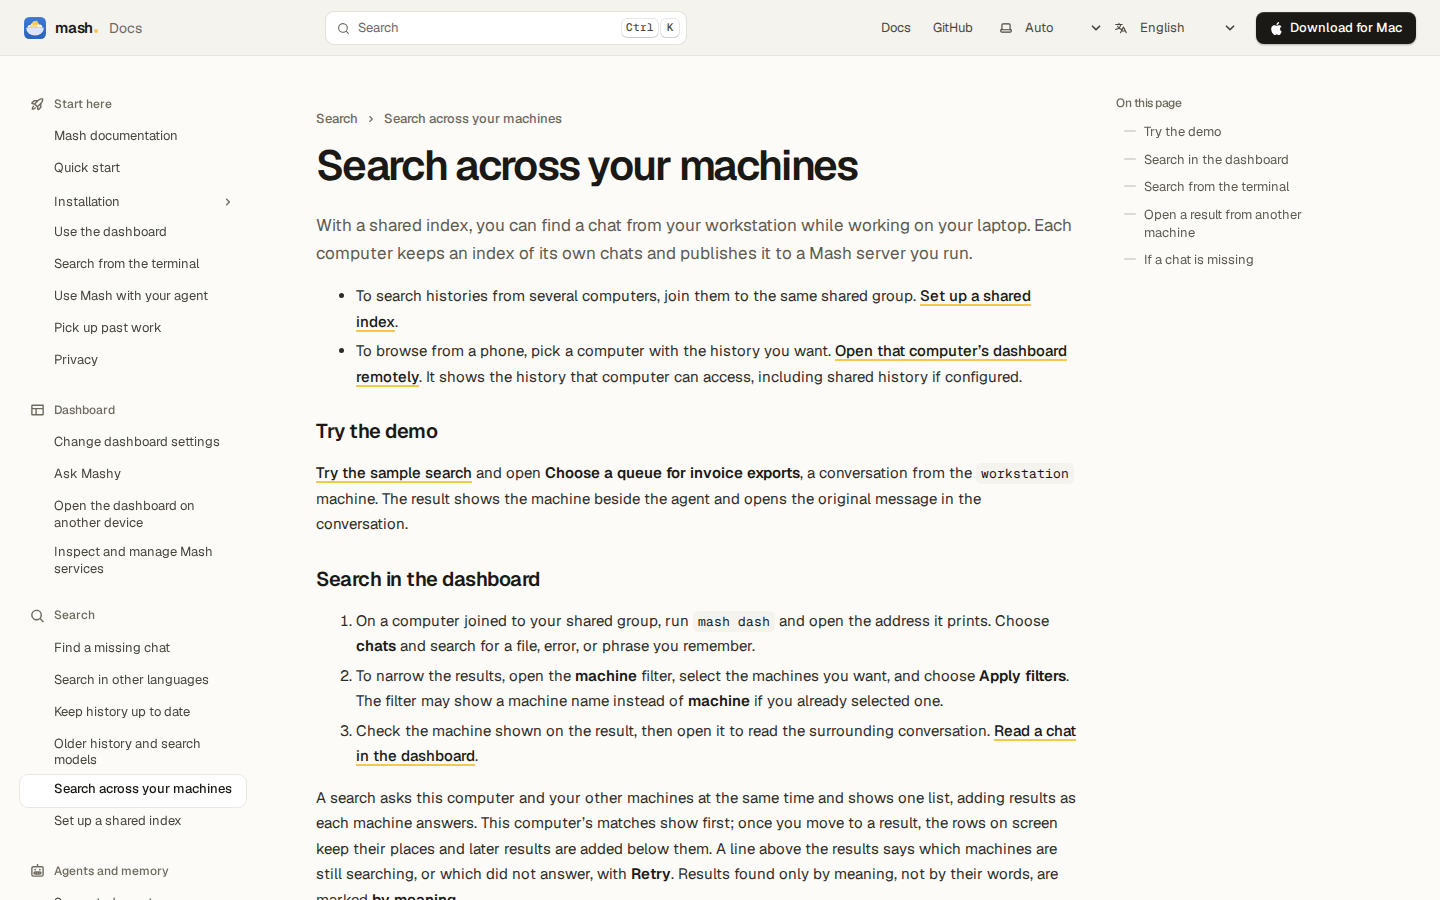 mash. Docs
Search
Ctrl K
Docs
GitHub
Auto
English
Download for Mac
Start here
Mash documentation
Quick start
Installation
Use the dashboard
Search from the terminal
Use Mash with your agent
Pick up past work
Privacy
Dashboard
Change dashboard settings
Ask Mashy
Open the dashboard on
another device
Inspect and manage Mash
services
Search
Find a missing chat
Search in other languages
Keep history up to date
Older history and search
models
Search across your machines
Set up a shared index
Agents and memory
Search > Search across your machines
Search across your machines
With a shared index, you can find a chat from your workstation while working on your laptop. Each
computer keeps an index of its own chats and publishes it to a Mash server you run.
• To search histories from several computers, join them to the same shared group. Set up a shared
index.
• To browse from a phone, pick a computer with the history you want. Open that computer’s dashboard
remotely. It shows the history that computer can access, including shared history if configured.
Try the demo
Try the sample search and open Choose a queue for invoice exports, a conversation from the workstation
machine. The result shows the machine beside the agent and opens the original message in the
conversation.
Search in the dashboard
1. On a computer joined to your shared group, run mash dash and open the address it prints. Choose
chats and search for a file, error, or phrase you remember.
2. To narrow the results, open the machine filter, select the machines you want, and choose Apply filters.
The filter may show a machine name instead of machine if you already selected one.
3. Check the machine shown on the result, then open it to read the surrounding conversation. Read a chat
in the dashboard.
A search asks this computer and your other machines at the same time and shows one list, adding results as
each machine answers. This computer’s matches show first; once you move to a result, the rows on screen
keep their places and later results are added below them. A line above the results says which machines are
still searching, or which did not answer, with Retry. Results found only by meaning, not by their words, are
marked by meaning.
On this page
Try the demo
Search in the dashboard
Search from the terminal
Open a result from another
machine
If a chat is missing